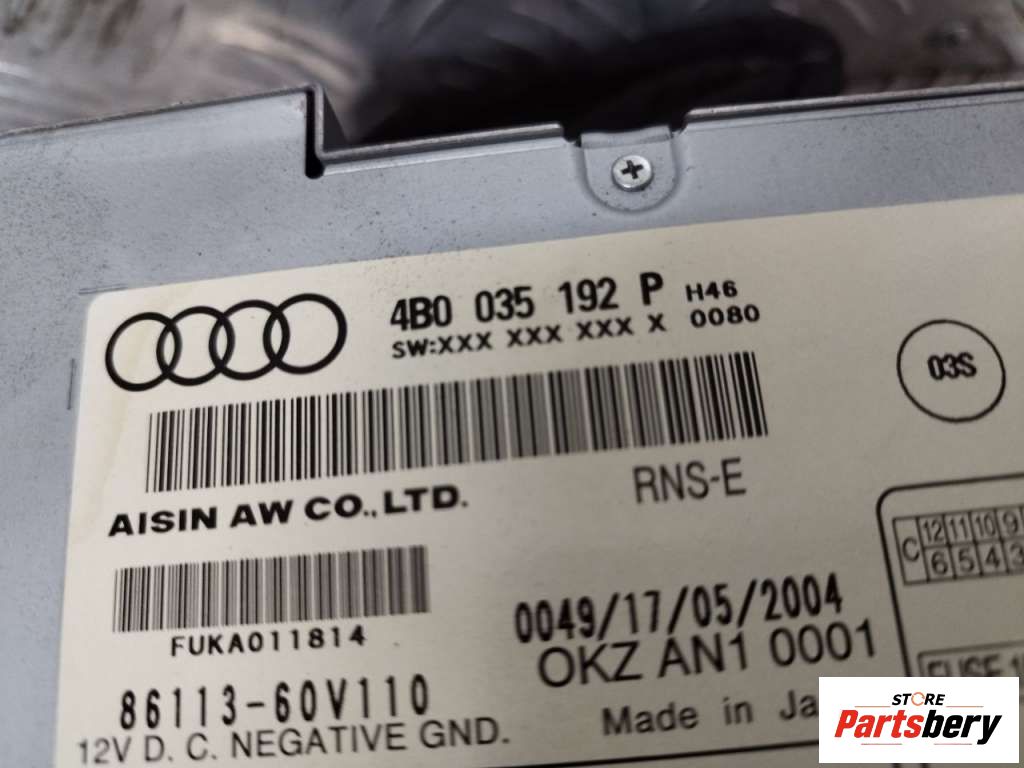 4B0 035 192 P H46
SW:XXX XXX XXX X 0080
03S
RNS-E
AISIN AW CO.,LTD.
C 12 11 10 9
6 5 4 3
FUKA011814
0049/17/05/2004
OKZ AN1 0001
86113-60V110
FUSE
12V D. C. NEGATIVE GND.
Made in Ja
STORE
Partsbery